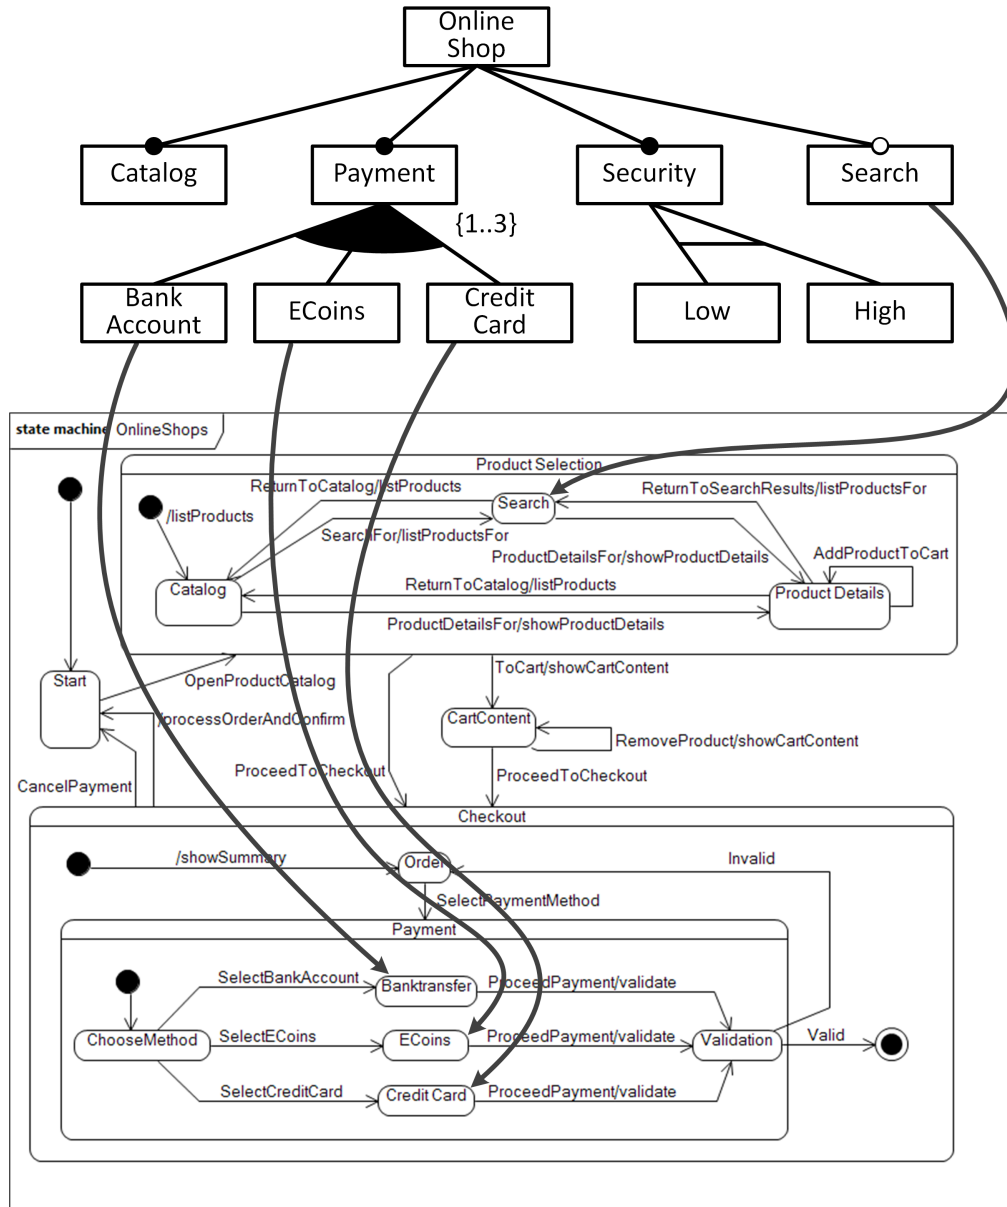 Online
Shop
Catalog
Payment
Security
Search
{1..3}
Bank
Account
ECoins
Credit
Card
Low
High
state machine OnlineShops
Product Selection
ReturnToCatalog/listProducts
Search
ReturnToSearchResults/listProductsFor
/listProducts
SearchFor/listProductsFor
ProductDetailsFor/showProductDetails
AddProductToCart
Catalog
ReturnToCatalog/listProducts
Product Details
ProductDetailsFor/showProductDetails
Start
OpenProductCatalog
ToCart/showCartContent
/processOrderAndConfirm
CartContent
RemoveProduct/showCartContent
CancelPayment
ProceedToCheckout
ProceedToCheckout
Checkout
/showSummary
Order
Invalid
SelectPaymentMethod
Payment
SelectBankAccount
Banktransfer
ProceedPayment/validate
ChooseMethod
SelectECoins
ECoins
ProceedPayment/validate
Validation
Valid
SelectCreditCard
Credit Card
ProceedPayment/validate